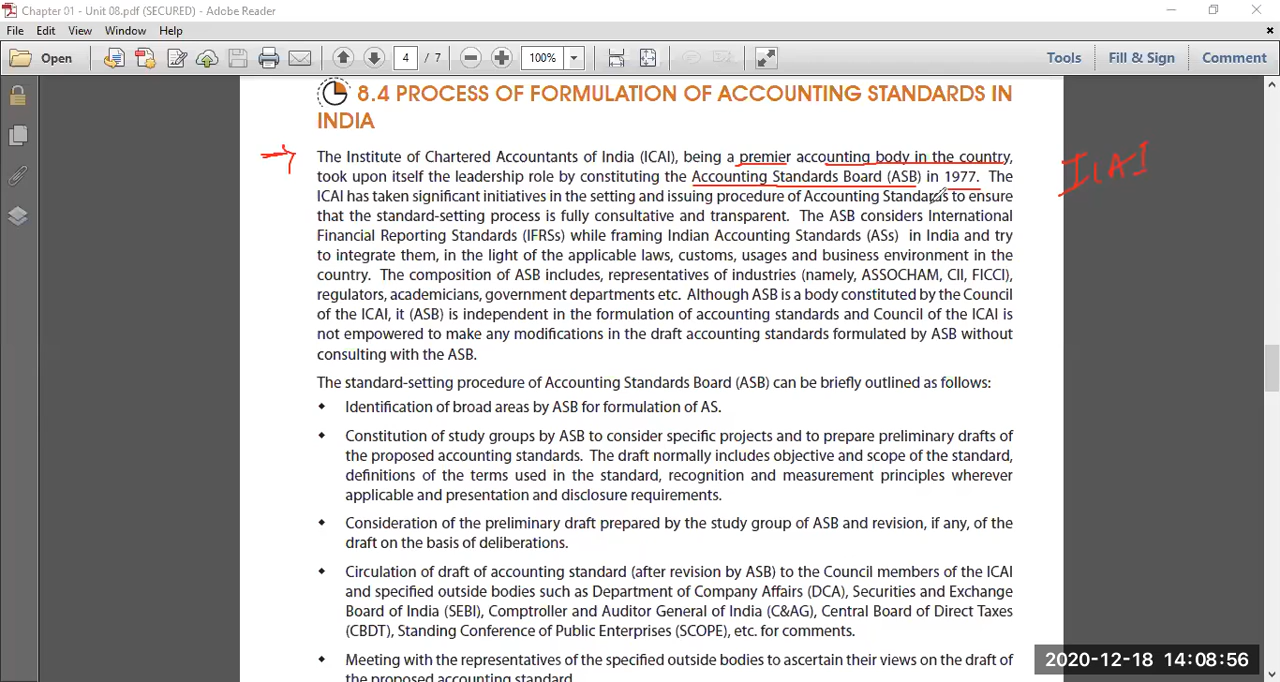 Chapter 01 - Unit 08.pdf (SECURED) - Adobe Reader
File Edit View Window Help
Open 4 / 7 100% Tools Fill & Sign Comment
8.4 PROCESS OF FORMULATION OF ACCOUNTING STANDARDS IN
INDIA
The Institute of Chartered Accountants of India (ICAI), being a premier accounting body in the country,
took upon itself the leadership role by constituting the Accounting Standards Board (ASB) in 1977. The
ICAI
ICAI has taken significant initiatives in the setting and issuing procedure of Accounting Standards to ensure
that the standard-setting process is fully consultative and transparent. The ASB considers International
Financial Reporting Standards (IFRSs) while framing Indian Accounting Standards (ASs) in India and try
to integrate them, in the light of the applicable laws, customs, usages and business environment in the
country. The composition of ASB includes, representatives of industries (namely, ASSOCHAM, CII, FICCI),
regulators, academicians, government departments etc. Although ASB is a body constituted by the Council
of the ICAI, it (ASB) is independent in the formulation of accounting standards and Council of the ICAI is
not empowered to make any modifications in the draft accounting standards formulated by ASB without
consulting with the ASB.
The standard-setting procedure of Accounting Standards Board (ASB) can be briefly outlined as follows:
Identification of broad areas by ASB for formulation of AS.
Constitution of study groups by ASB to consider specific projects and to prepare preliminary drafts of
the proposed accounting standards. The draft normally includes objective and scope of the standard,
definitions of the terms used in the standard, recognition and measurement principles wherever
applicable and presentation and disclosure requirements.
Consideration of the preliminary draft prepared by the study group of ASB and revision, if any, of the
draft on the basis of deliberations.
Circulation of draft of accounting standard (after revision by ASB) to the Council members of the ICAI
and specified outside bodies such as Department of Company Affairs (DCA), Securities and Exchange
Board of India (SEBI), Comptroller and Auditor General of India (C&AG), Central Board of Direct Taxes
(CBDT), Standing Conference of Public Enterprises (SCOPE), etc. for comments.
Meeting with the representatives of the specified outside bodies to ascertain their views on the draft of
the proposed accounting standard.
2020-12-18 14:08:56